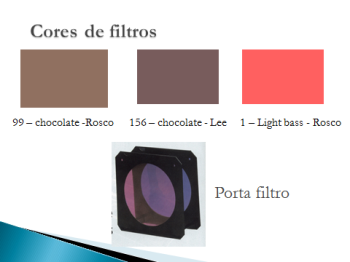 Cores de filtros
99 – chocolate -Rosco 156 – chocolate - Lee 1 – Light bass - Rosco
Porta filtro